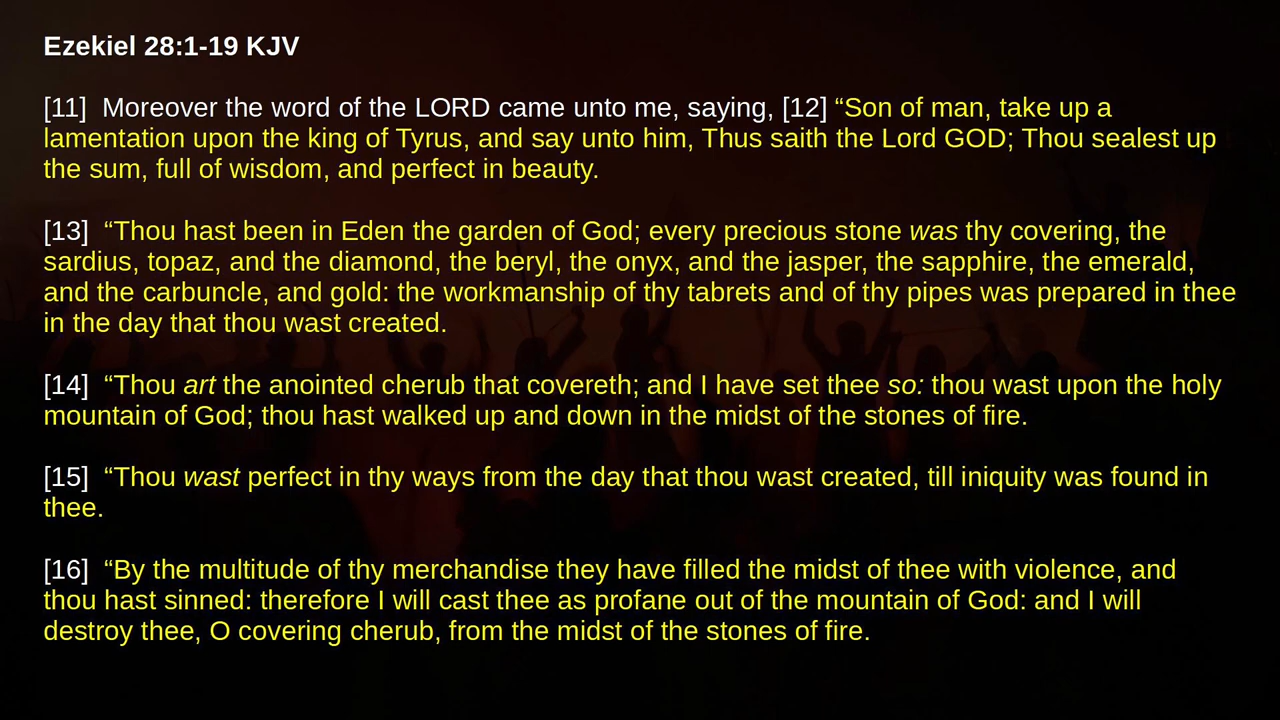 Ezekiel 28:1-19 KJV
[11]  Moreover the word of the LORD came unto me, saying, [12] “Son of man, take up a
lamentation upon the king of Tyrus, and say unto him, Thus saith the Lord GOD; Thou sealest up
the sum, full of wisdom, and perfect in beauty.
[13]  “Thou hast been in Eden the garden of God; every precious stone was thy covering, the
sardius, topaz, and the diamond, the beryl, the onyx, and the jasper, the sapphire, the emerald,
and the carbuncle, and gold: the workmanship of thy tabrets and of thy pipes was prepared in thee
in the day that thou wast created.
[14]  “Thou art the anointed cherub that covereth; and I have set thee so: thou wast upon the holy
mountain of God; thou hast walked up and down in the midst of the stones of fire.
[15]  “Thou wast perfect in thy ways from the day that thou wast created, till iniquity was found in
thee.
[16]  “By the multitude of thy merchandise they have filled the midst of thee with violence, and
thou hast sinned: therefore I will cast thee as profane out of the mountain of God: and I will
destroy thee, O covering cherub, from the midst of the stones of fire.